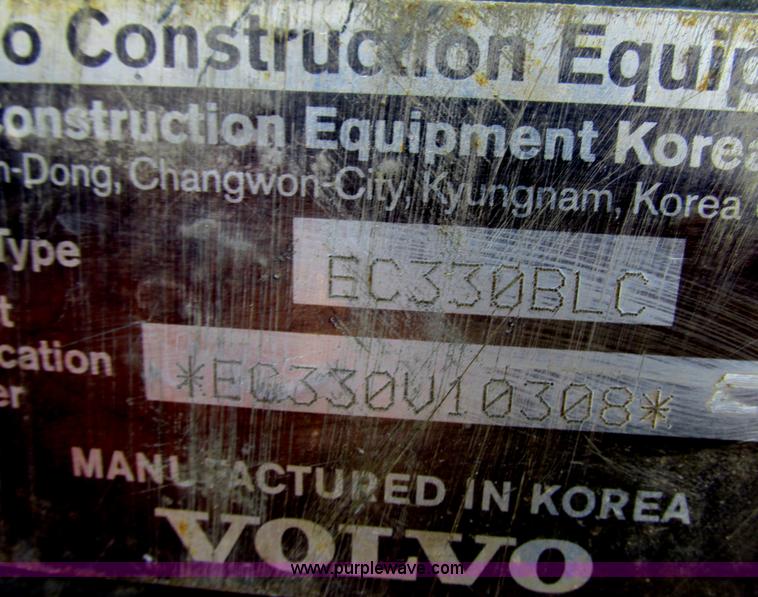 o Construction Equip
Construction Equipment Korea
n-Dong, Changwon-City, Kyungnam, Korea
Type
EC330BLC
t
cation
er
*EC330V10308*
MANUFACTURED IN KOREA
VOLVO
www.purplewave.com